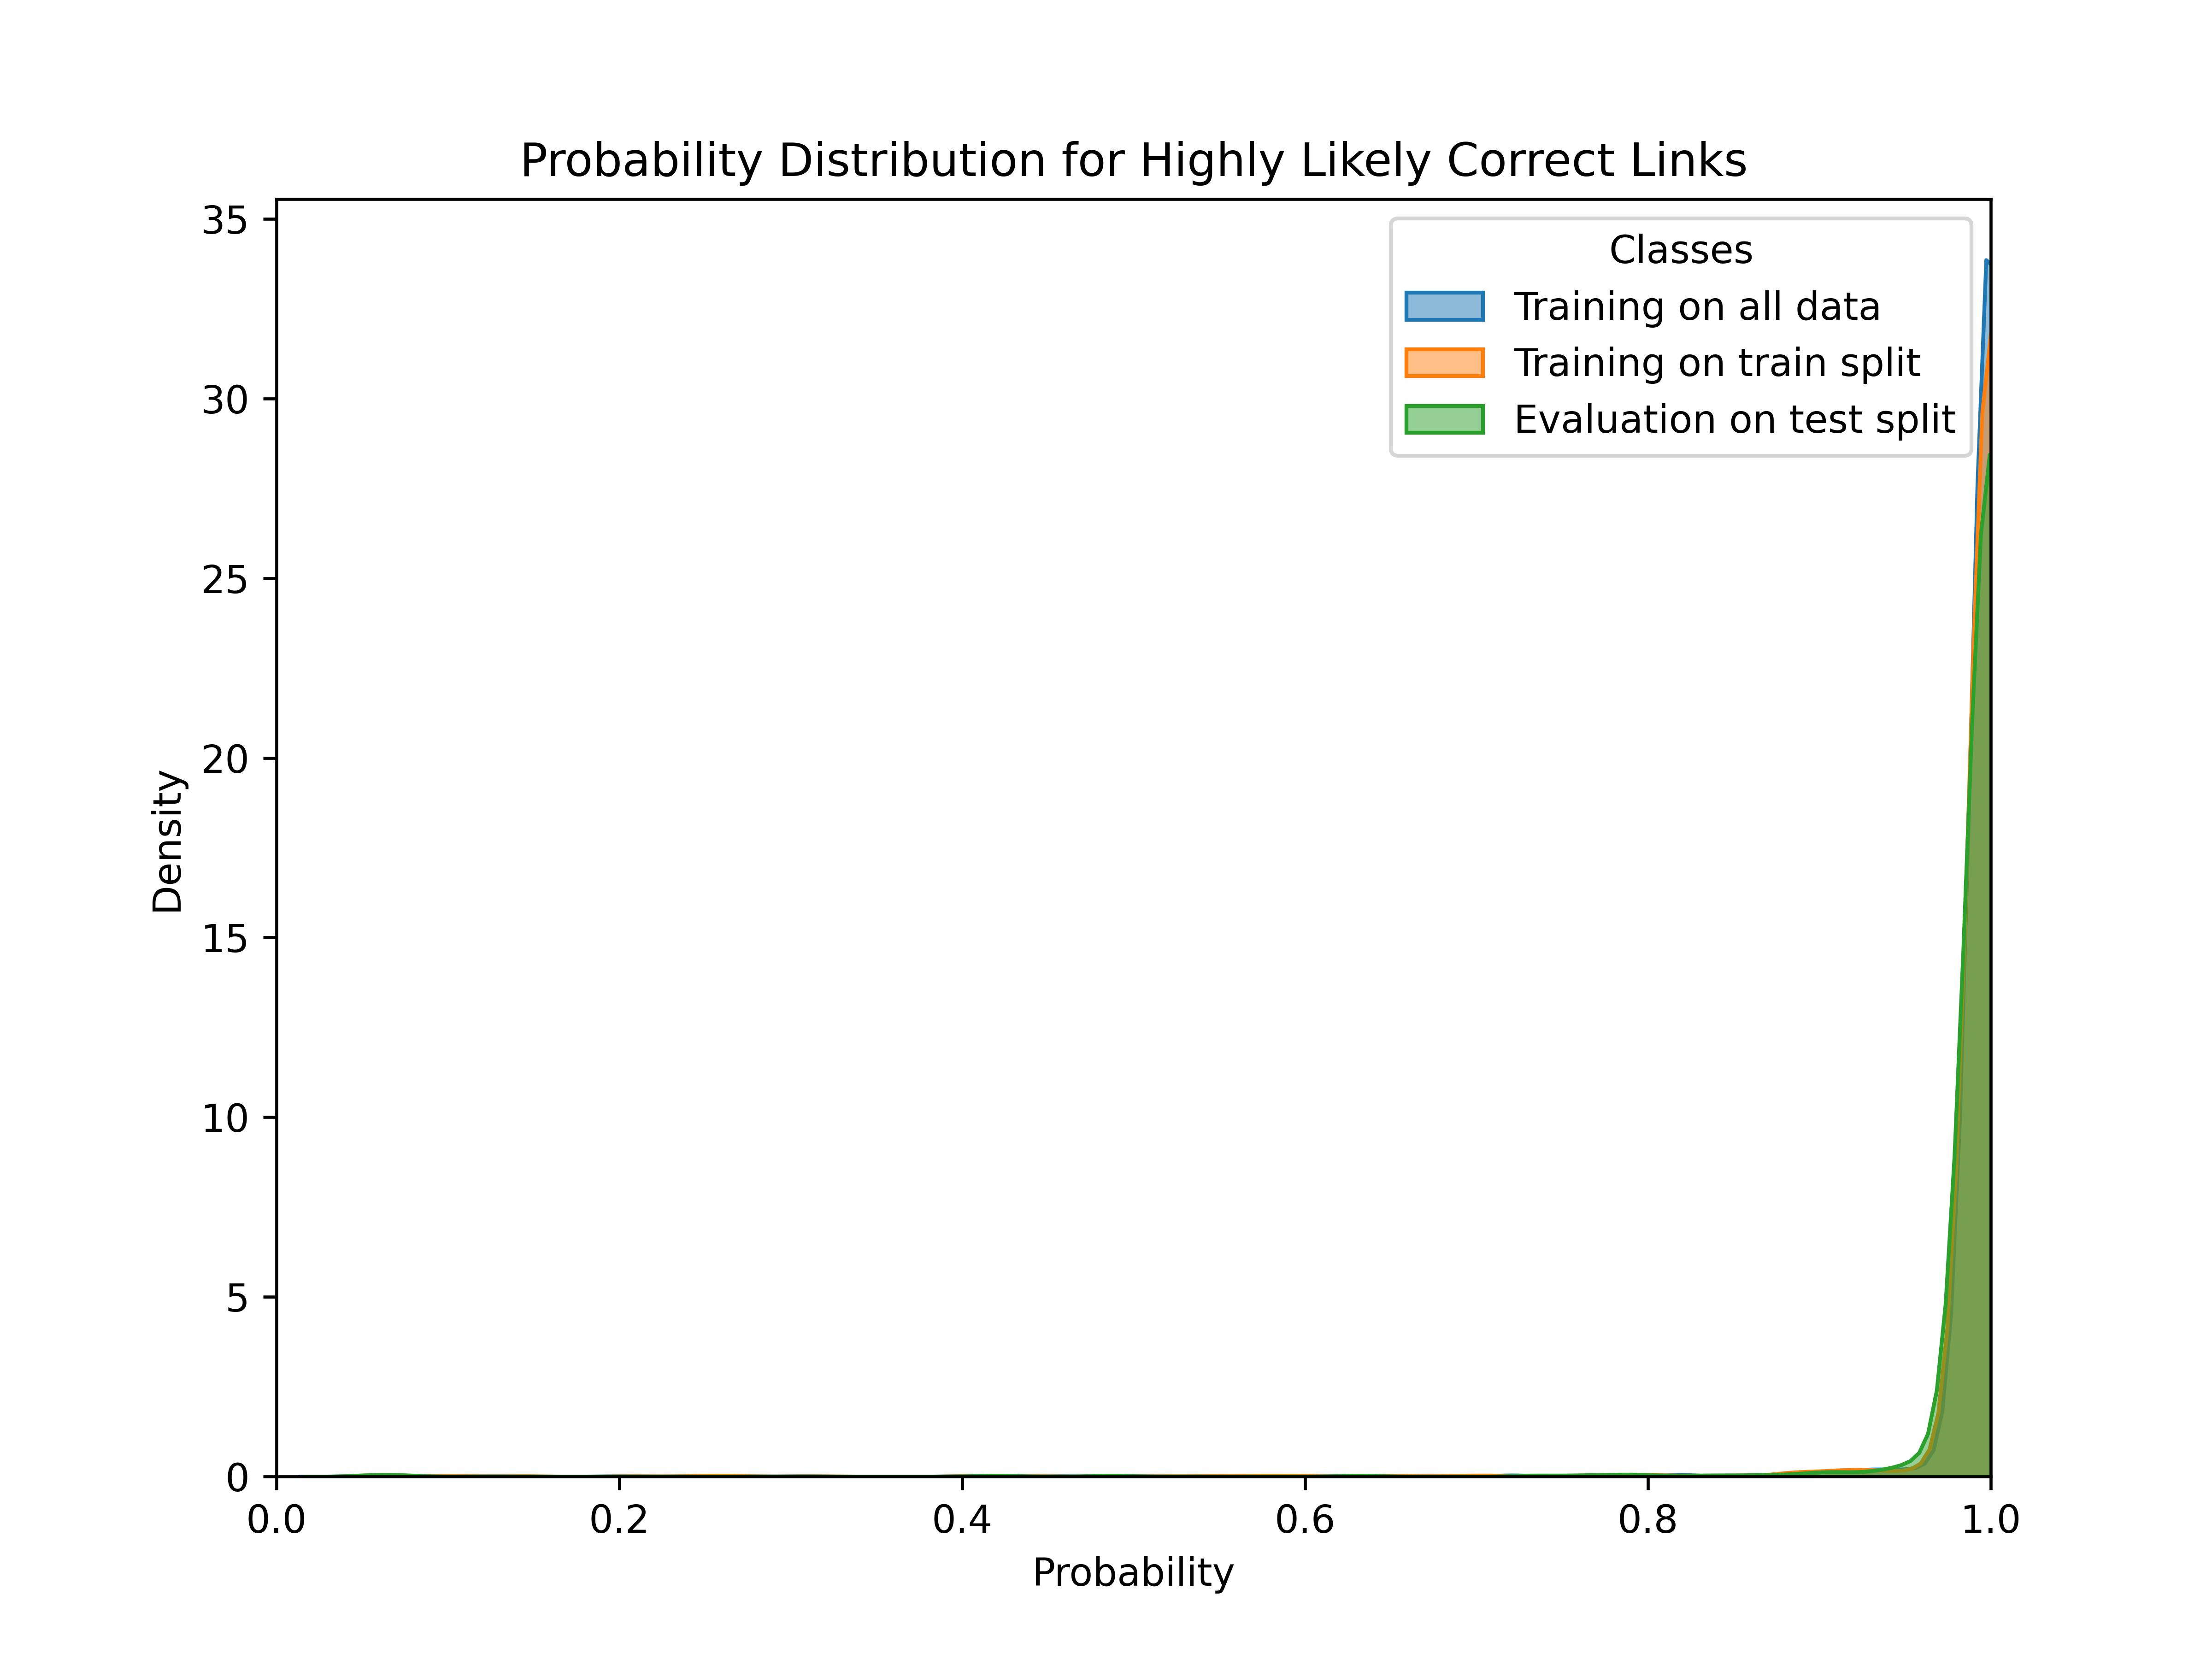 Probability Distribution for Highly Likely Correct Links
35
30
25
20
15
10
5
0
Density
Classes
Training on all data
Training on train split
Evaluation on test split
0.0 0.2 0.4 0.6 0.8 1.0
Probability